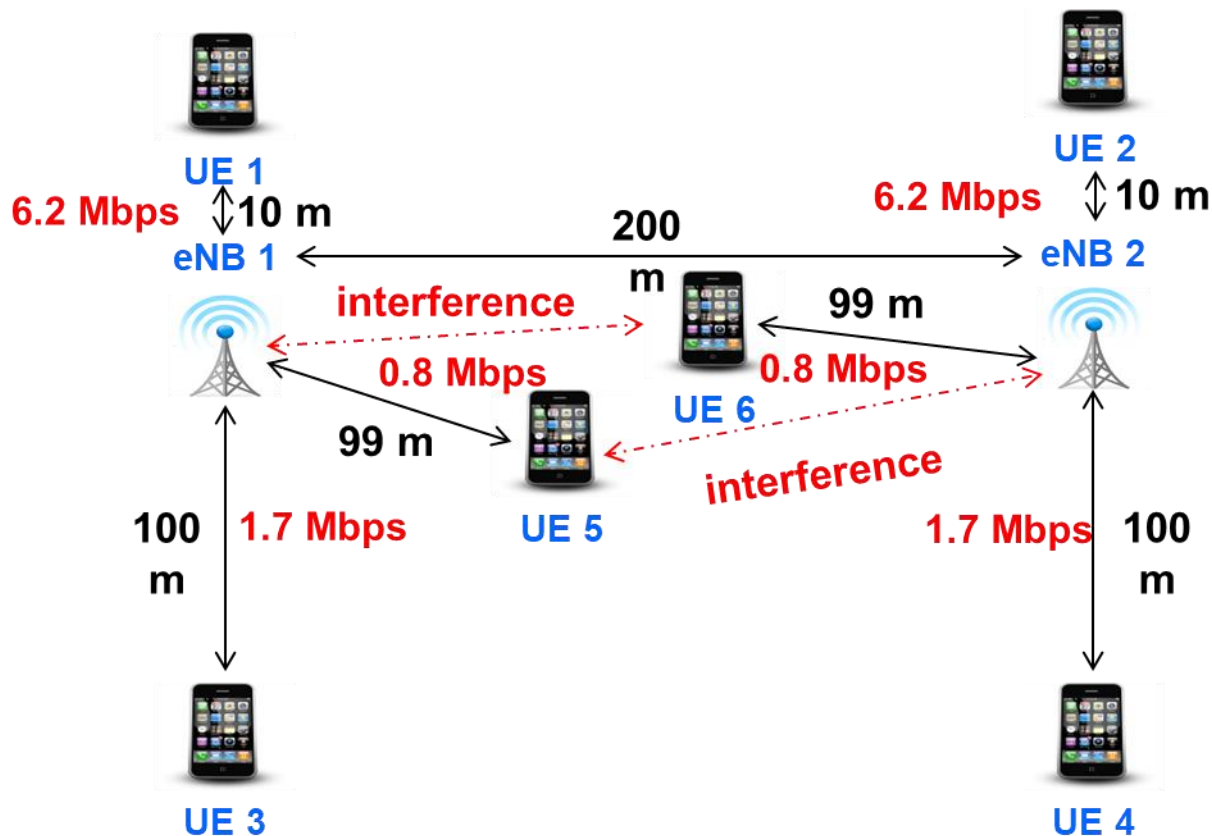 UE 1
UE 2
6.2 Mbps
10 m
6.2 Mbps
10 m
eNB 1
200
m
eNB 2
interference
99 m
0.8 Mbps
0.8 Mbps
UE 6
99 m
interference
UE 5
100
m
1.7 Mbps
1.7 Mbps
100
m
UE 3
UE 4